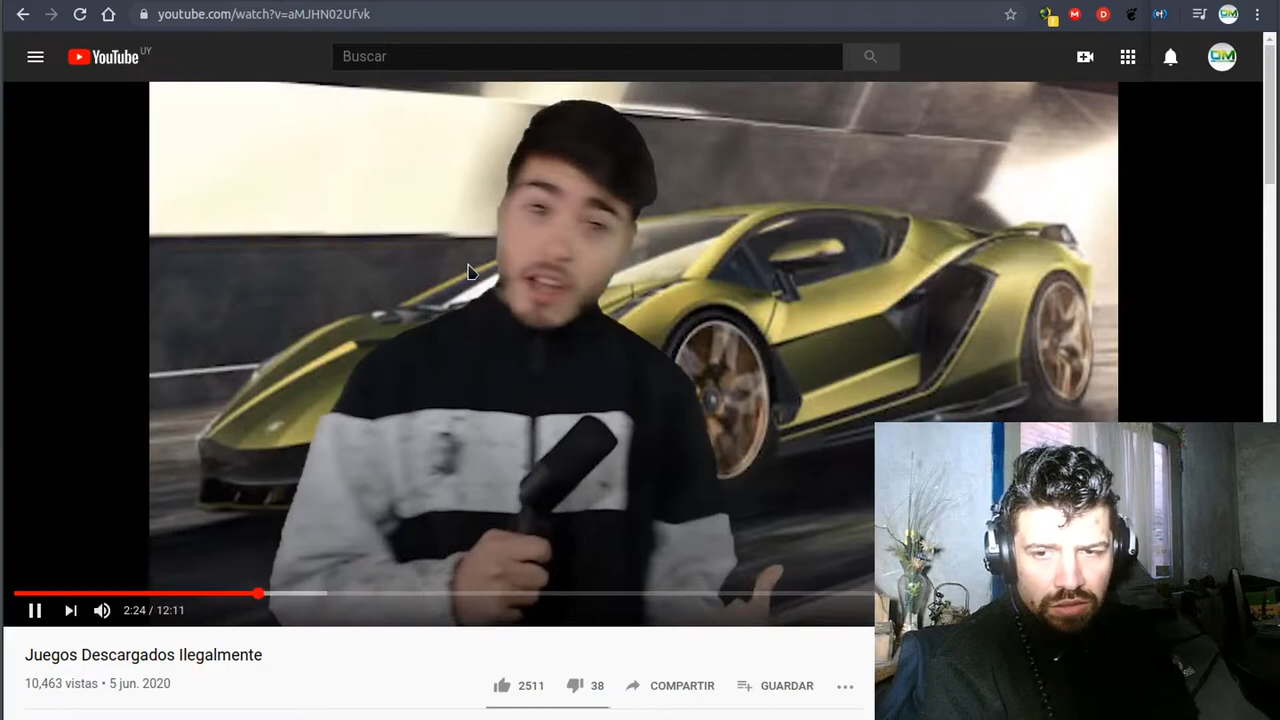 youtube.com/watch?v=aMJHN02Ufvk
YouTube UY
Buscar
DM
2:24 / 12:11
Juegos Descargados Ilegalmente
10,463 vistas • 5 jun. 2020
2511
38
COMPARTIR
GUARDAR